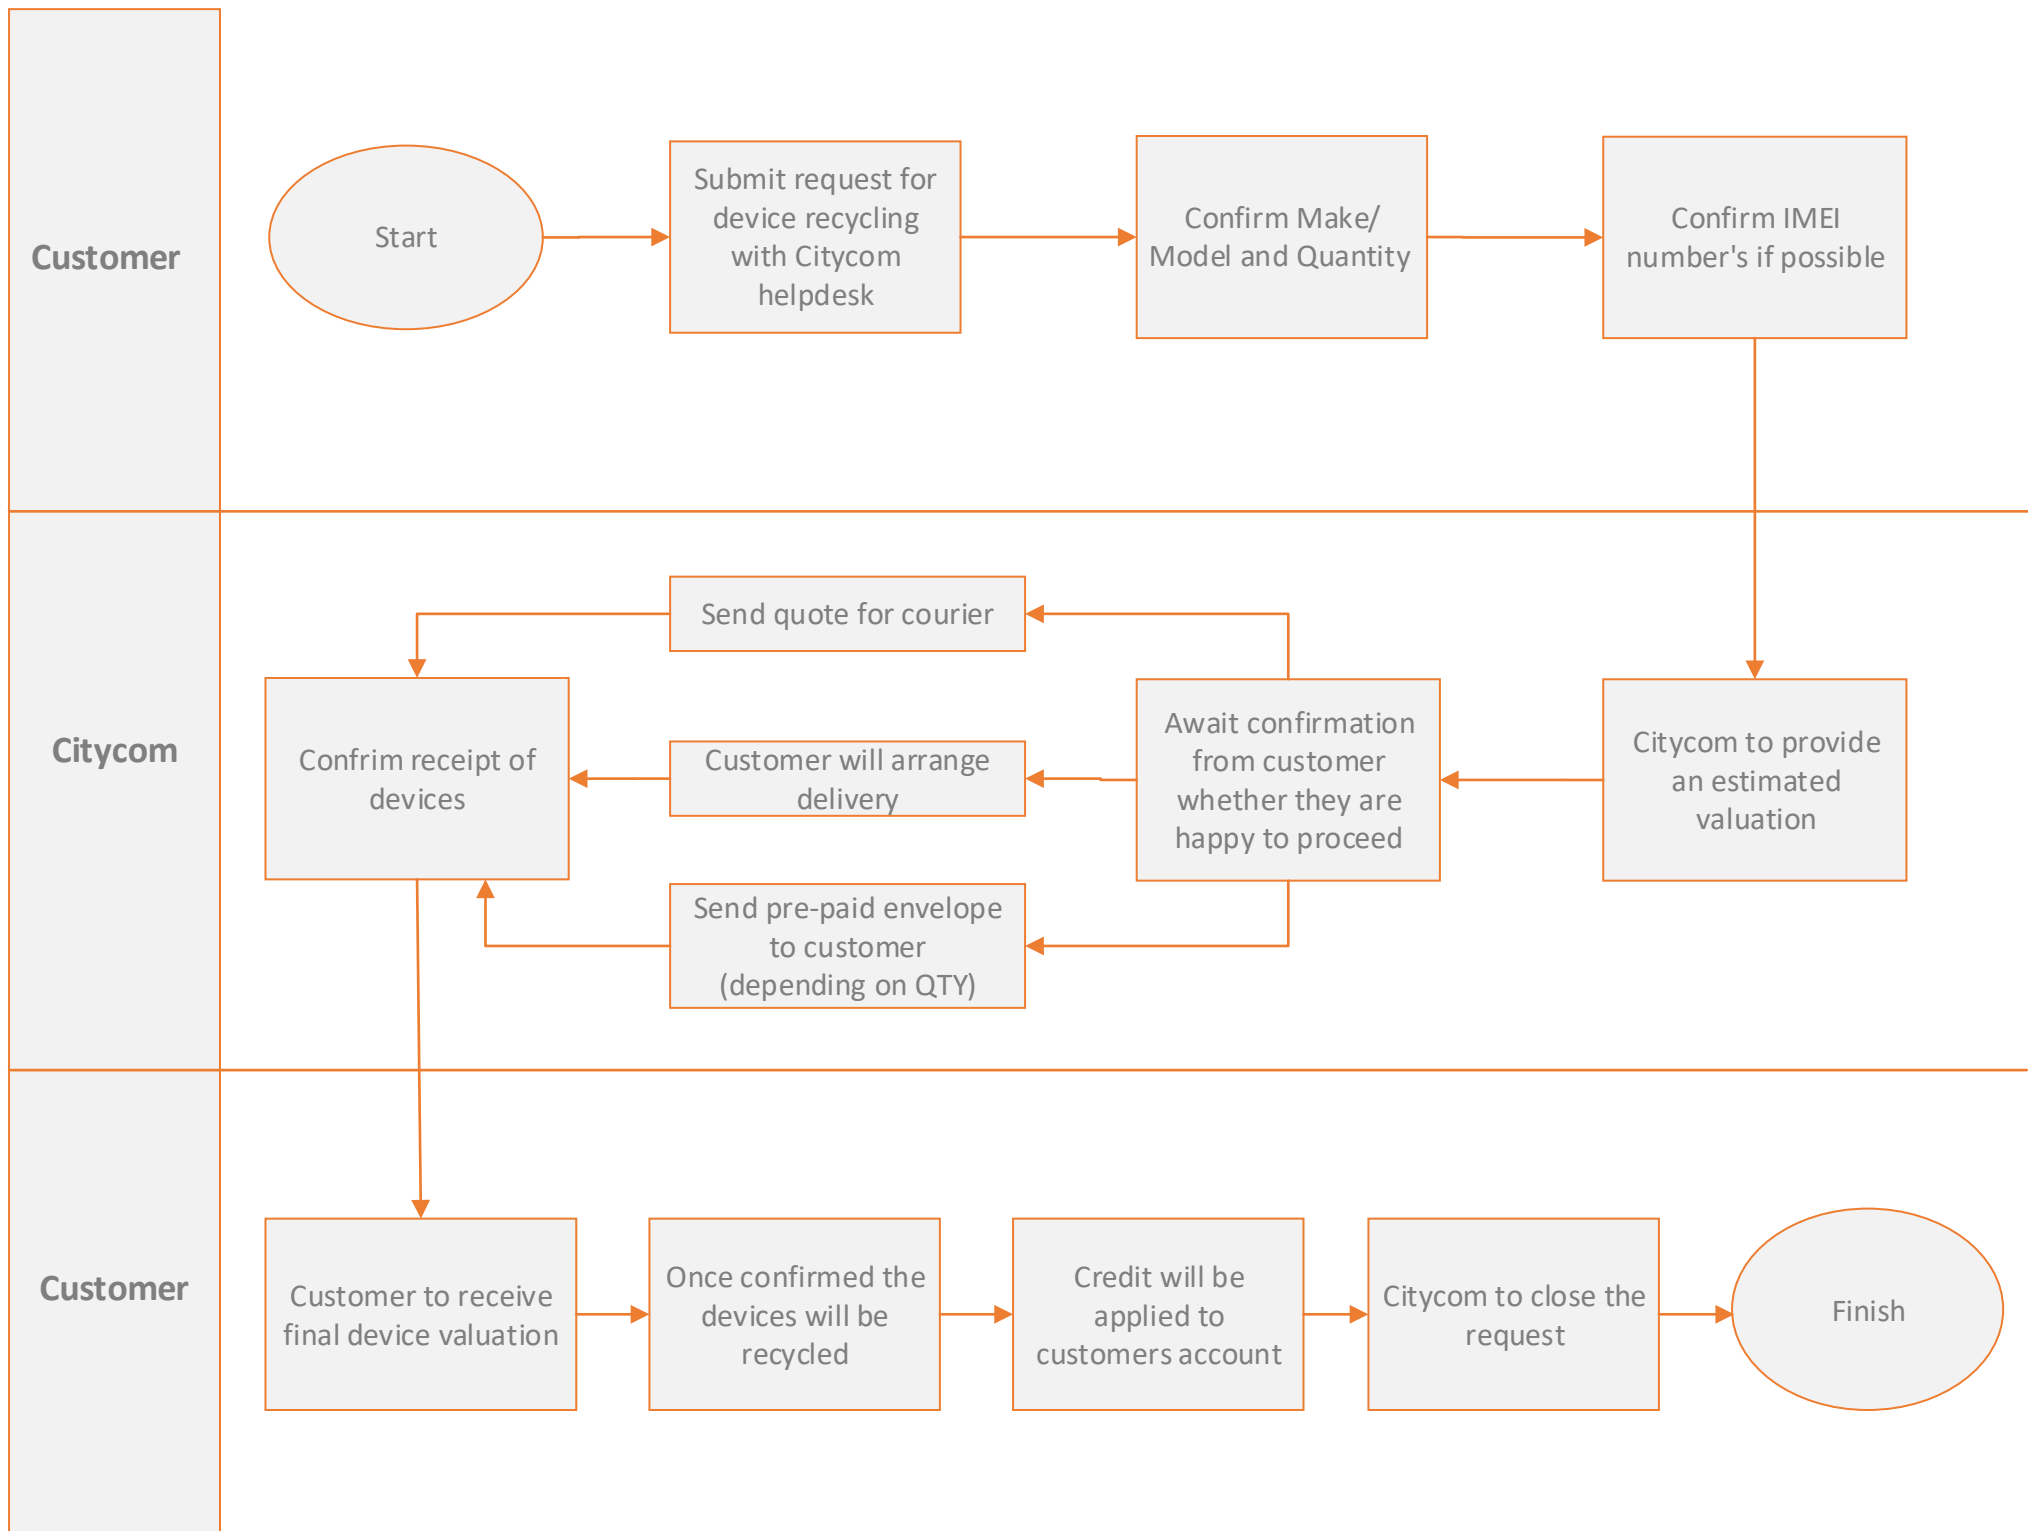 Customer
Start
Submit request for
device recycling
with Citycom
helpdesk
Confirm Make/
Model and Quantity
Confirm IMEI
number's if possible
Citycom
Send quote for courier
Confrim receipt of
devices
Customer will arrange
delivery
Await confirmation
from customer
whether they are
happy to proceed
Citycom to provide
an estimated
valuation
Send pre-paid envelope
to customer
(depending on QTY)
Customer
Customer to receive
final device valuation
Once confirmed the
devices will be
recycled
Credit will be
applied to
customers account
Citycom to close the
request
Finish